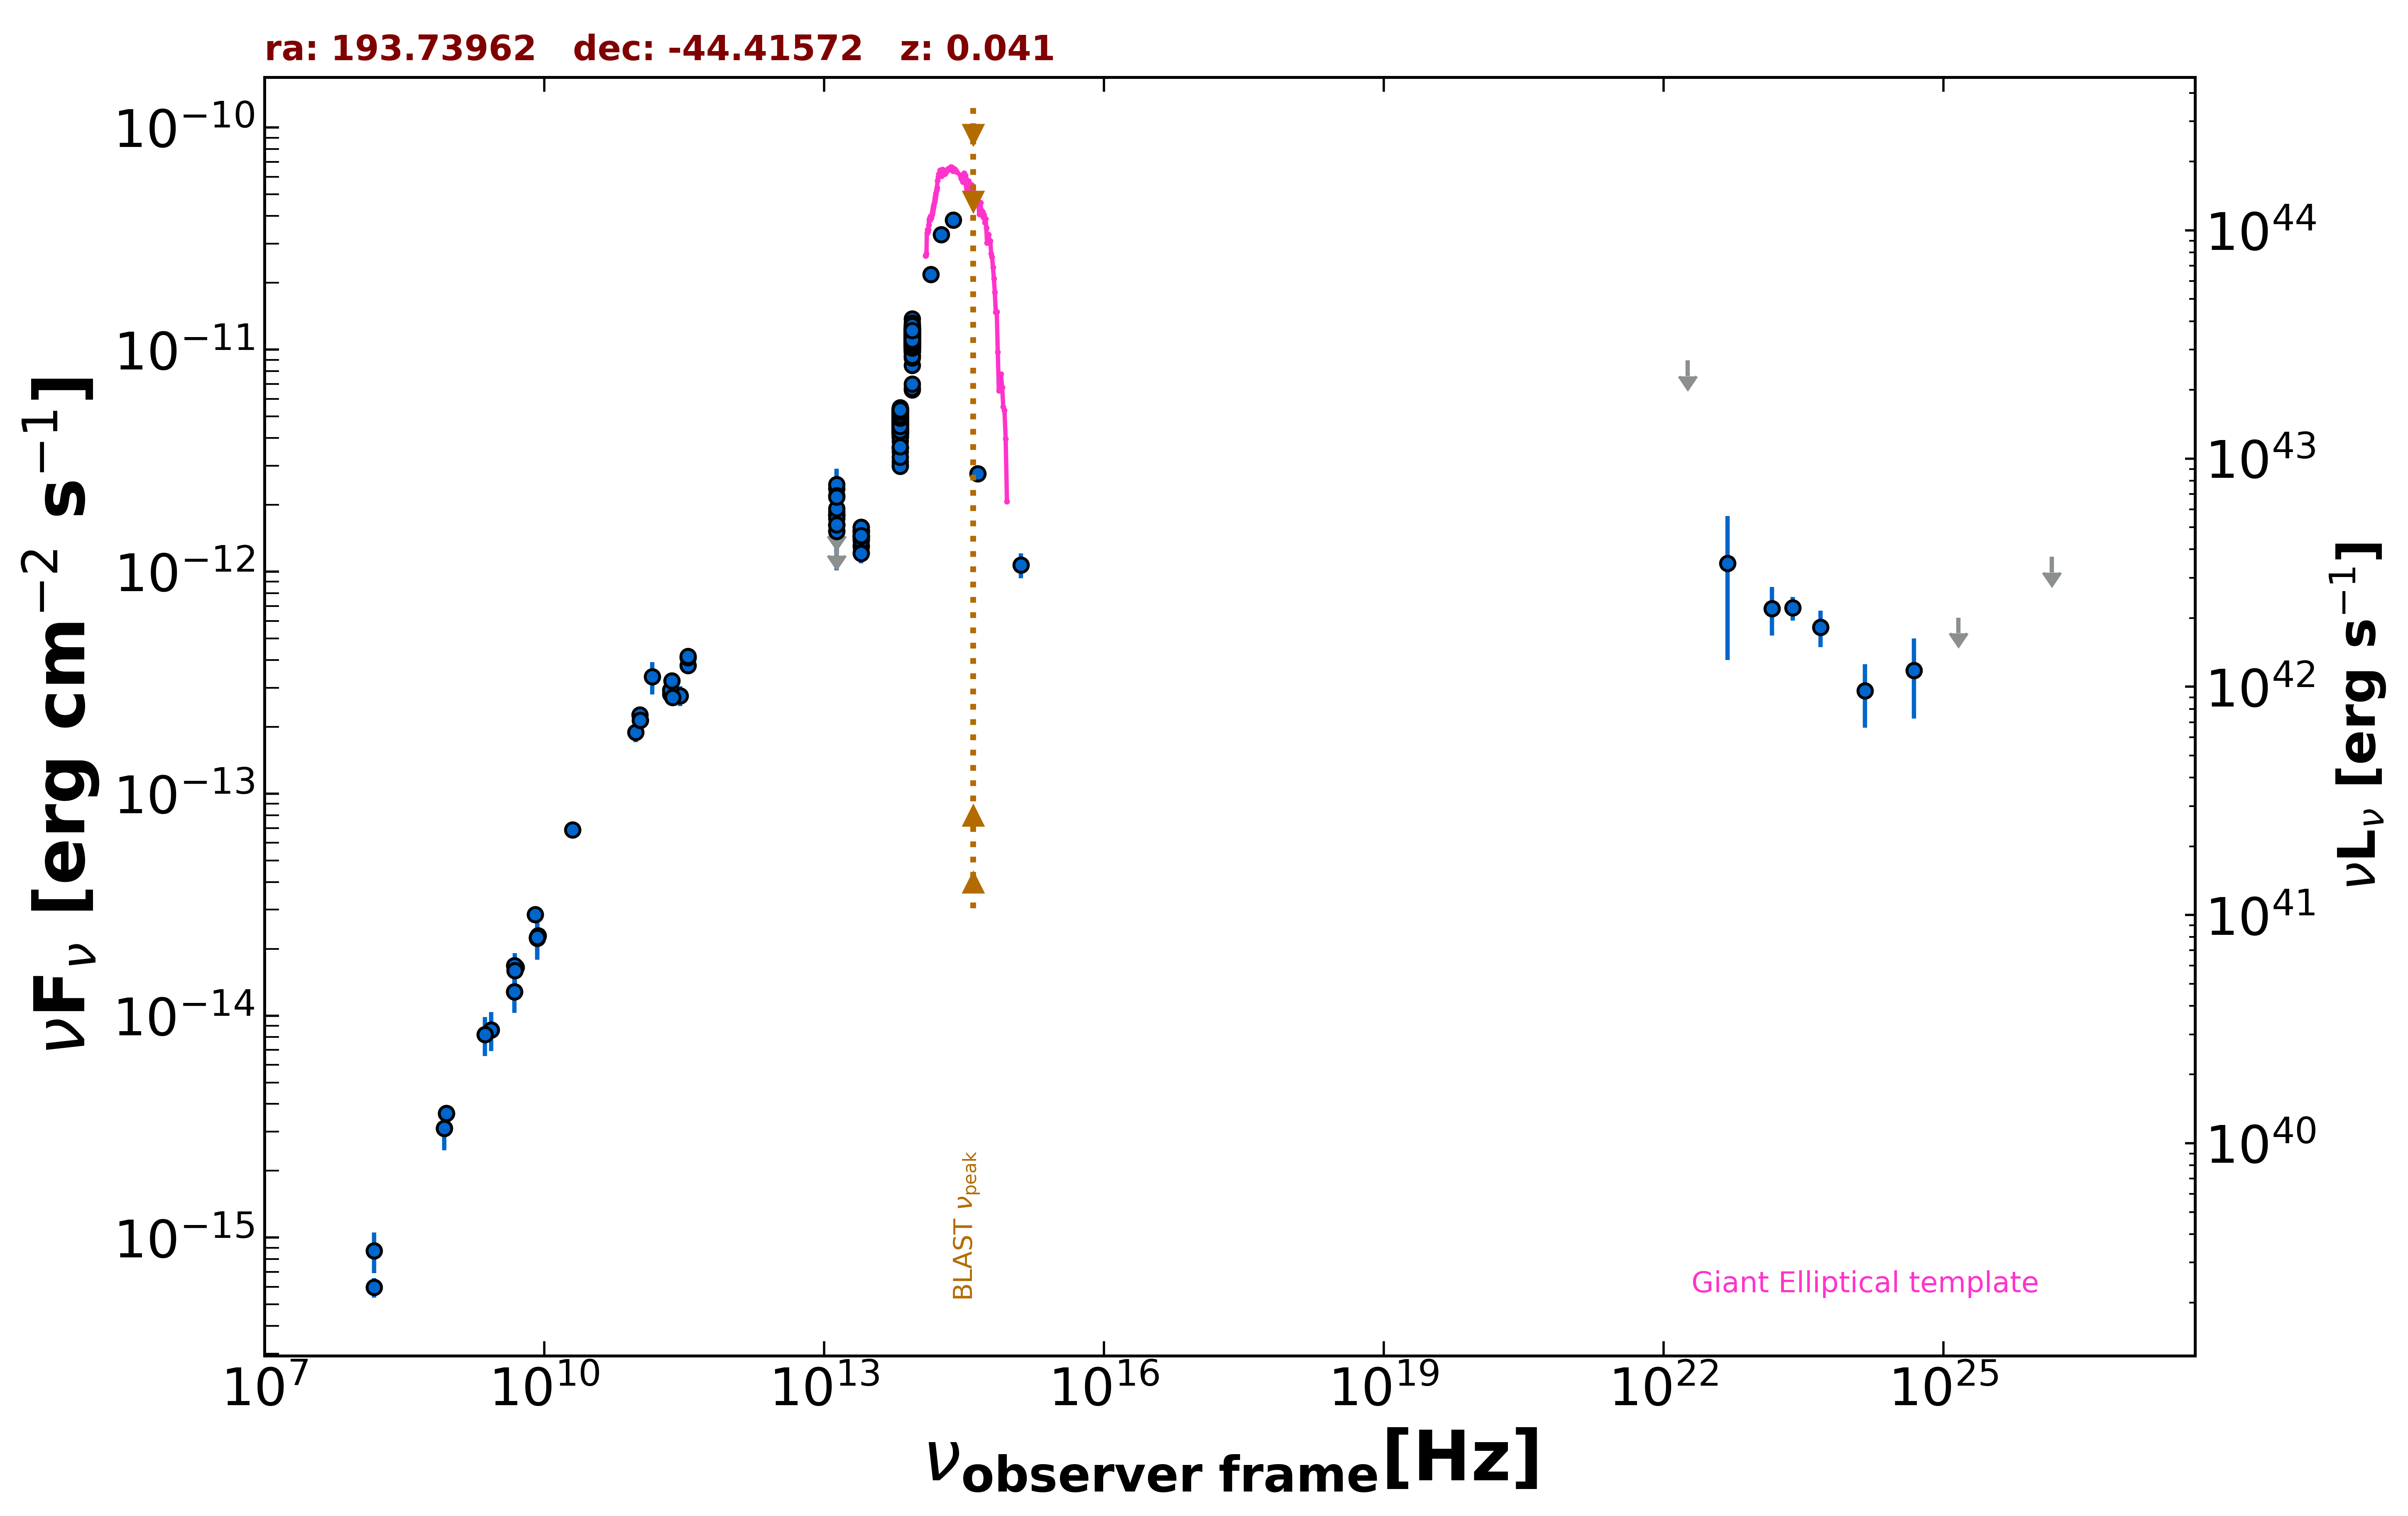 ra: 193.73962 dec: -44.41572 z: 0.041
νF_ν [erg cm^−2 s^−1]
10^−10
10^−11
10^−12
10^−13
10^−14
10^−15
10^44
10^43
10^42
10^41
10^40
νL_ν [erg s^−1]
BLAST ν_peak
Giant Elliptical template
10^7 10^10 10^13 10^16 10^19 10^22 10^25
ν_observer frame[Hz]